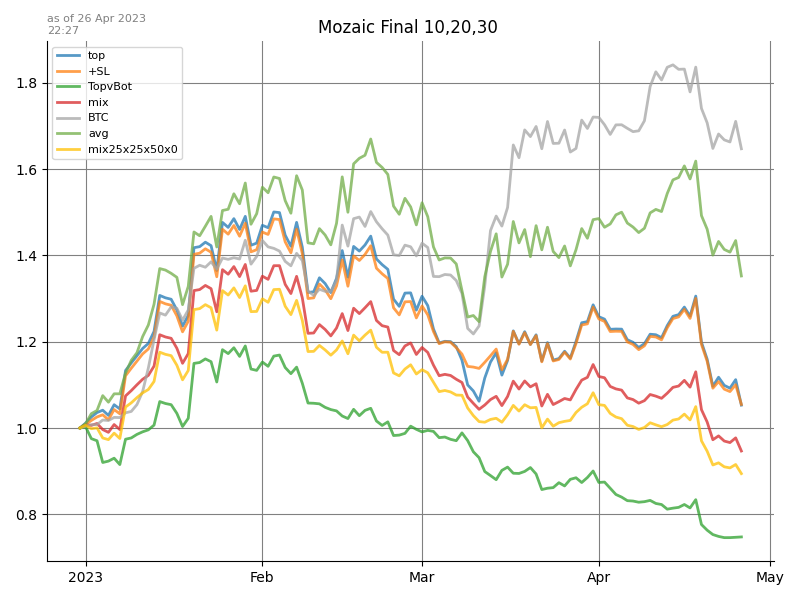 as of 26 Apr 2023
22:27
Mozaic Final 10,20,30
top
+SL
TopvBot
mix
BTC
avg
mix25x25x50x0
1.8
1.6
1.4
1.2
1.0
0.8
2023 Feb Mar Apr May